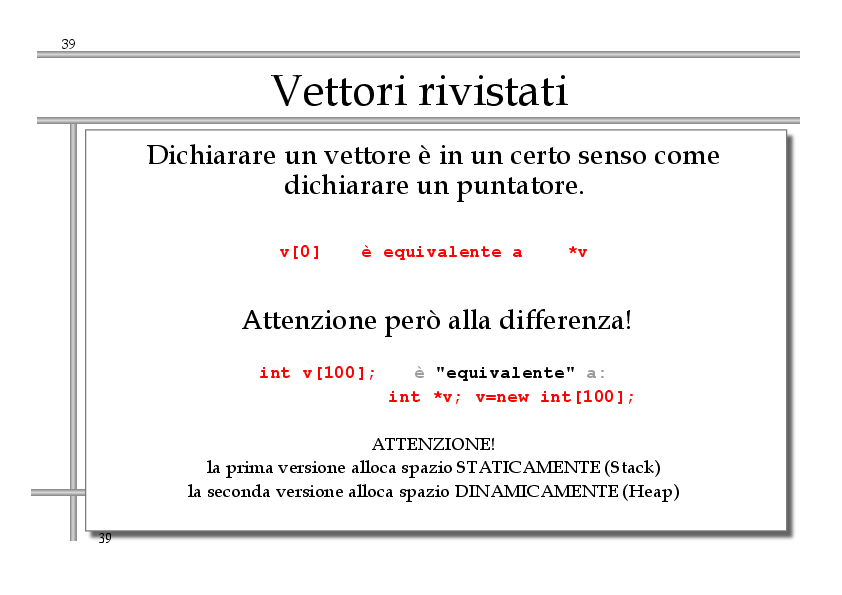 39
Vettori rivistati
Dichiarare un vettore è in un certo senso come
dichiarare un puntatore.
v[0] è equivalente a *v
Attenzione però alla differenza!
int v[100]; è "equivalente" a:
int *v; v=new int[100];
ATTENZIONE!
la prima versione alloca spazio STATICAMENTE (Stack)
la seconda versione alloca spazio DINAMICAMENTE (Heap)
39